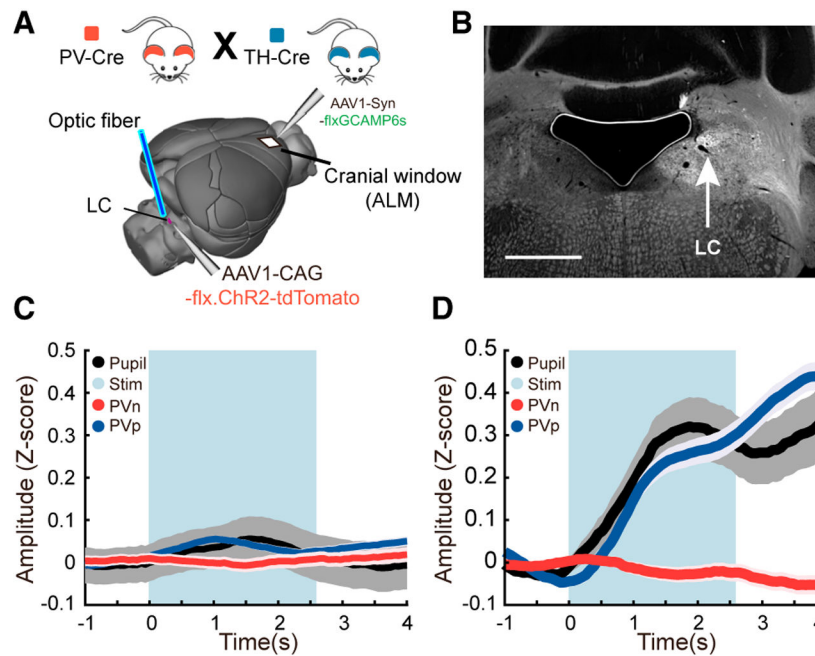 A
PV-Cre
X
TH-Cre
Optic fiber
AAV1-Syn
-flxGCAMP6s
Cranial window
(ALM)
LC
AAV1-CAG
-flx.ChR2-tdTomato
B
LC
C
0.5
0.4
0.3
0.2
0.1
0
-0.1
Amplitude (Z-score)
Pupil
Stim
PVn
PVp
-1 0 1 2 3 4
Time(s)
D
0.5
0.4
0.3
0.2
0.1
0
-0.1
Amplitude (Z-score)
Pupil
Stim
PVn
PVp
-1 0 1 2 3 4
Time(s)